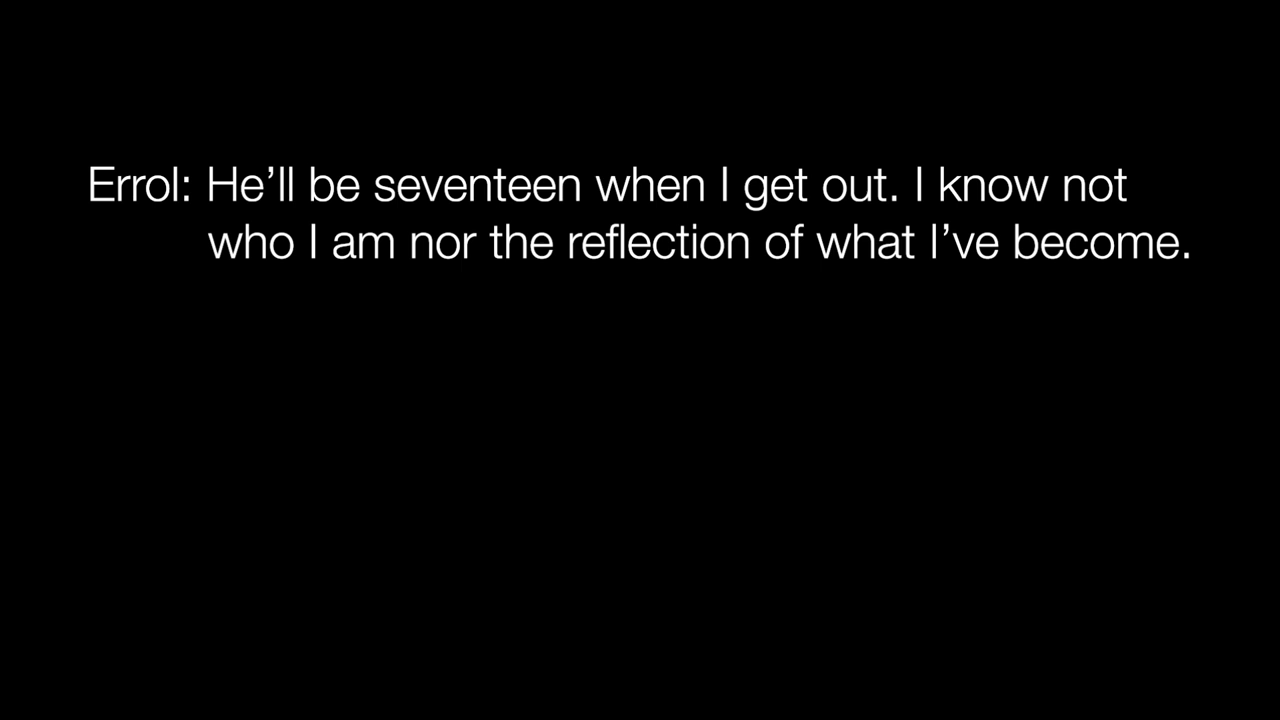 Errol: He’ll be seventeen when I get out. I know not
who I am nor the reflection of what I’ve become.